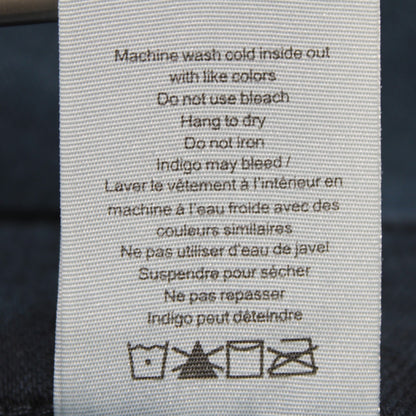 Machine wash cold inside out
with like colors
Do not use bleach
Hang to dry
Do not iron
Indigo may bleed /
Laver le vêtement à l'intérieur en
machine à l'eau froide avec des
couleurs similaires
Ne pas utiliser d'eau de javel
Suspendre pour sécher
Ne pas repasser
Indigo peut déteindre